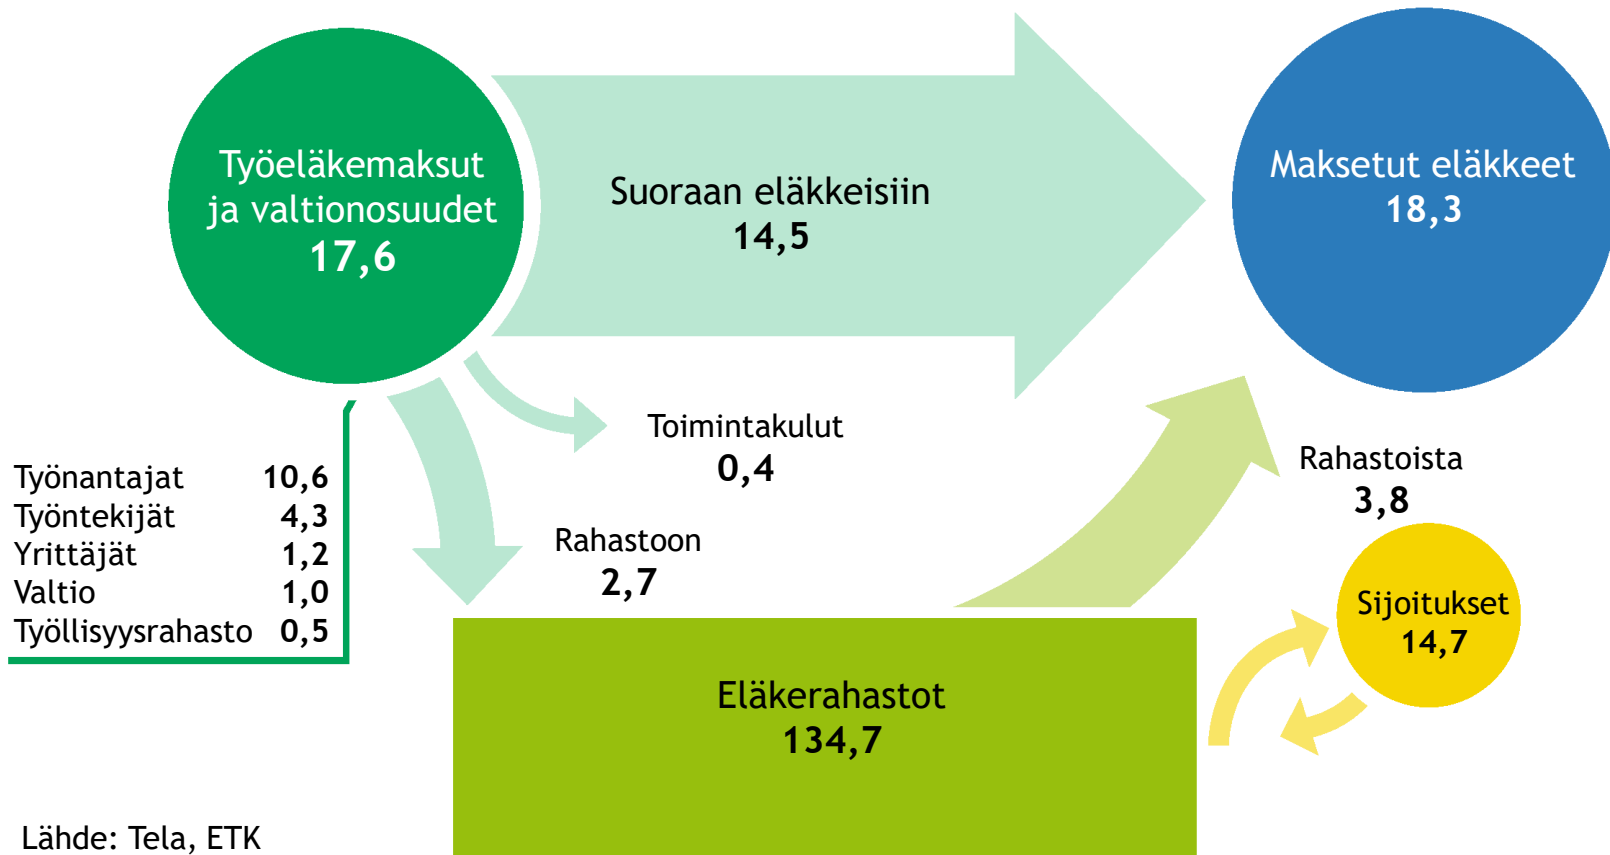 Työeläkemaksut
ja valtionosuudet
17,6
Suoraan eläkkeisiin
14,5
Maksetut eläkkeet
18,3
Toimintakulut
0,4
Rahastoista
3,8
Työnantajat 10,6
Työntekijät 4,3
Yrittäjät 1,2
Valtio 1,0
Työllisyysrahasto 0,5
Rahastoon
2,7
Sijoitukset
14,7
Eläkerahastot
134,7
Lähde: Tela, ETK